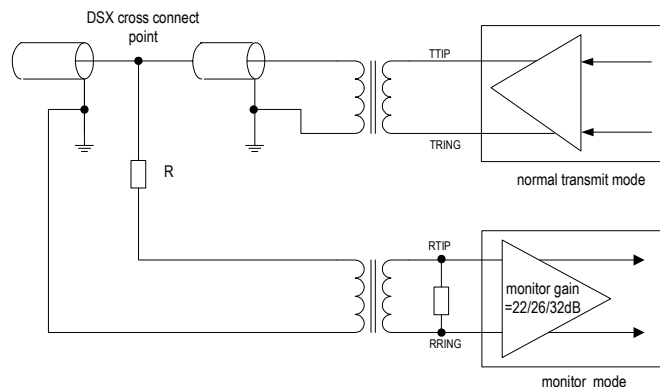 DSX cross connect
point
TTIP
TRING
normal transmit mode
R
RTIP
monitor gain
=22/26/32dB
RRING
monitor mode